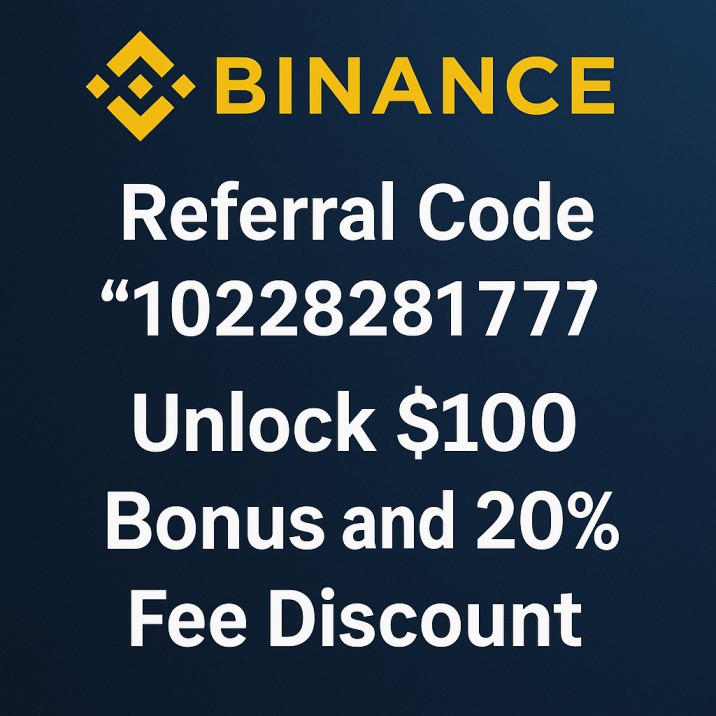 BINANCE
Referral Code
“10228281777
Unlock $100
Bonus and 20%
Fee Discount